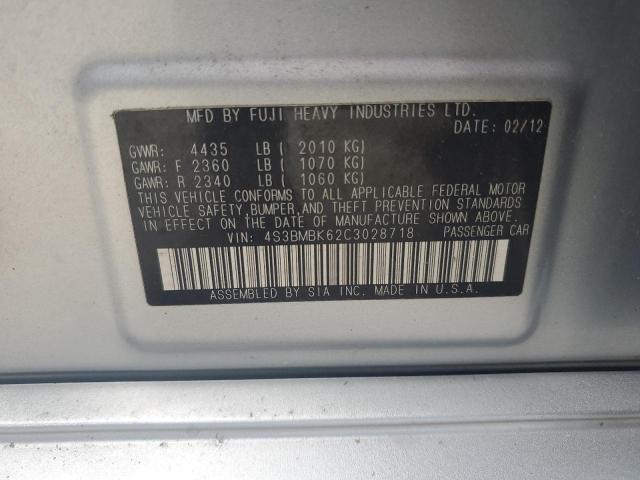 MFD BY FUJI HEAVY INDUSTRIES LTD.
DATE: 02/12
GVWR: 4435 LB ( 2010 KG)
GAWR: F 2360 LB ( 1070 KG)
GAWR: R 2340 LB ( 1060 KG)
THIS VEHICLE CONFORMS TO ALL APPLICABLE FEDERAL MOTOR
VEHICLE SAFETY, BUMPER, AND THEFT PREVENTION STANDARDS
IN EFFECT ON THE DATE OF MANUFACTURE SHOWN ABOVE.
VIN: 4S3BMBK62C3028718 PASSENGER CAR
ASSEMBLED BY SIA INC. MADE IN U.S.A.